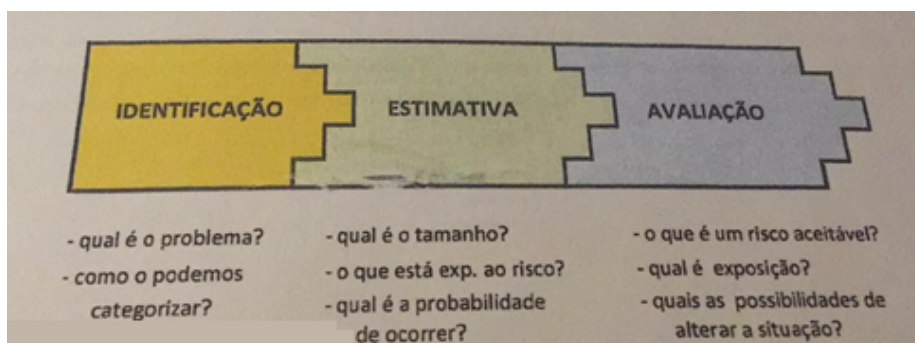 IDENTIFICAÇÃO
ESTIMATIVA
AVALIAÇÃO
- qual é o problema?
- como o podemos
categorizar?
- qual é o tamanho?
- o que está exp. ao risco?
- qual é a probabilidade
de ocorrer?
- o que é um risco aceitável?
- qual é exposição?
- quais as possibilidades de
alterar a situação?